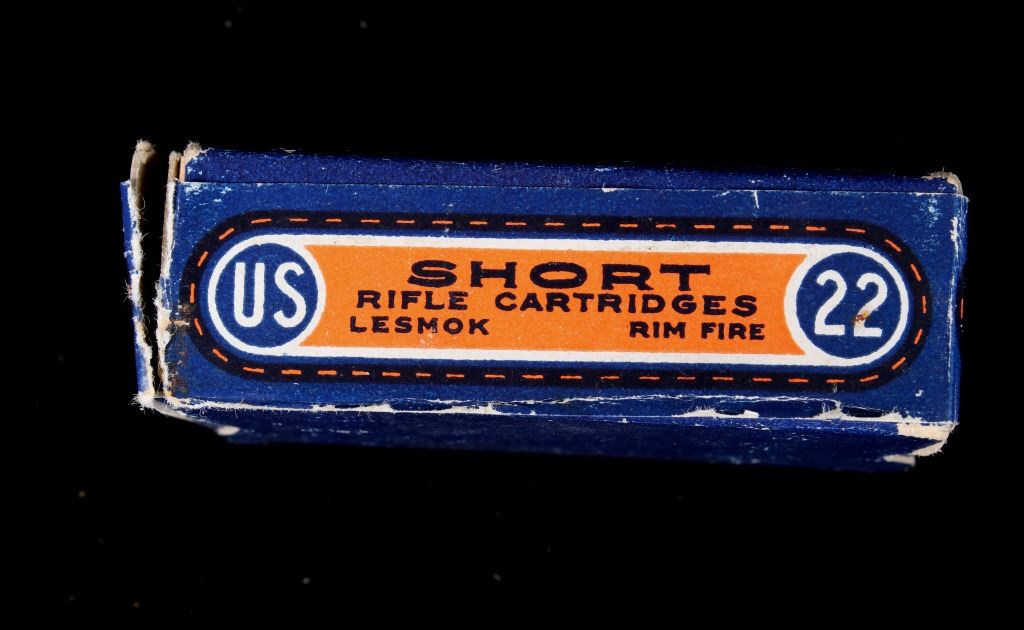 US
SHORT
RIFLE CARTRIDGES
LESMOK RIM FIRE
22